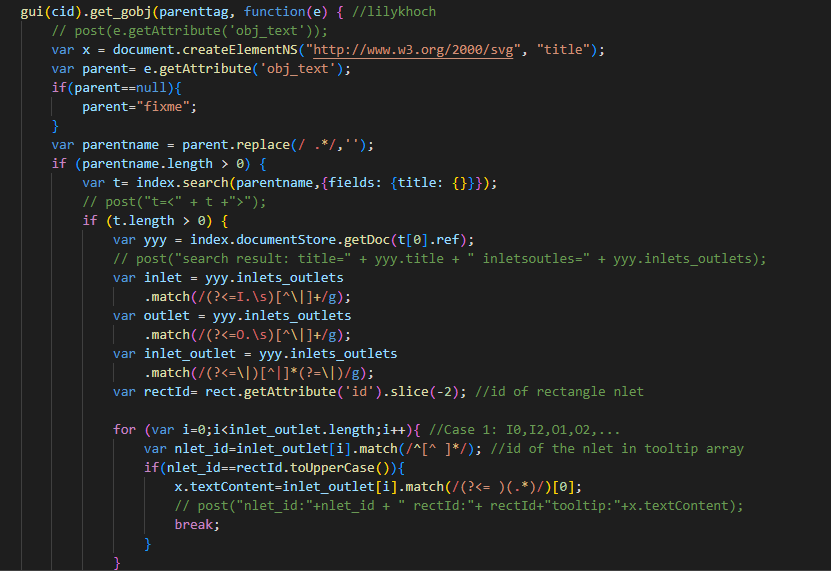 gui(cid).get_gobj(parenttag, function(e) { //lilykhoch
// post(e.getAttribute('obj_text'));
var x = document.createElementNS("http://www.w3.org/2000/svg", "title");
var parent= e.getAttribute('obj_text');
if(parent==null){
parent="fixme";
}
var parentname = parent.replace(/ .*/,'');
if (parentname.length > 0) {
var t= index.search(parentname,{fields: {title: {}}});
// post("t=<" + t +">");
if (t.length > 0) {
var yyy = index.documentStore.getDoc(t[0].ref);
// post("search result: title=" + yyy.title + " inletsoutles=" + yyy.inlets_outlets);
var inlet = yyy.inlets_outlets
.match(/(?<=I.\s)[^\|]+/g);
var outlet = yyy.inlets_outlets
.match(/(?<=O.\s)[^\|]+/g);
var inlet_outlet = yyy.inlets_outlets
.match(/(?<=\|)[^|]*(?=\|)/g);
var rectId= rect.getAttribute('id').slice(-2); //id of rectangle nlet
for (var i=0;i<inlet_outlet.length;i++){ //Case 1: I0,I2,O1,O2,...
var nlet_id=inlet_outlet[i].match(/^[^ ]*/); //id of the nlet in tooltip array
if(nlet_id==rectId.toUpperCase()){
x.textContent=inlet_outlet[i].match(/(?<= )(.*)/)[0];
// post("nlet_id:"+nlet_id + " rectId:"+ rectId+"tooltip:"+x.textContent);
break;
}
}